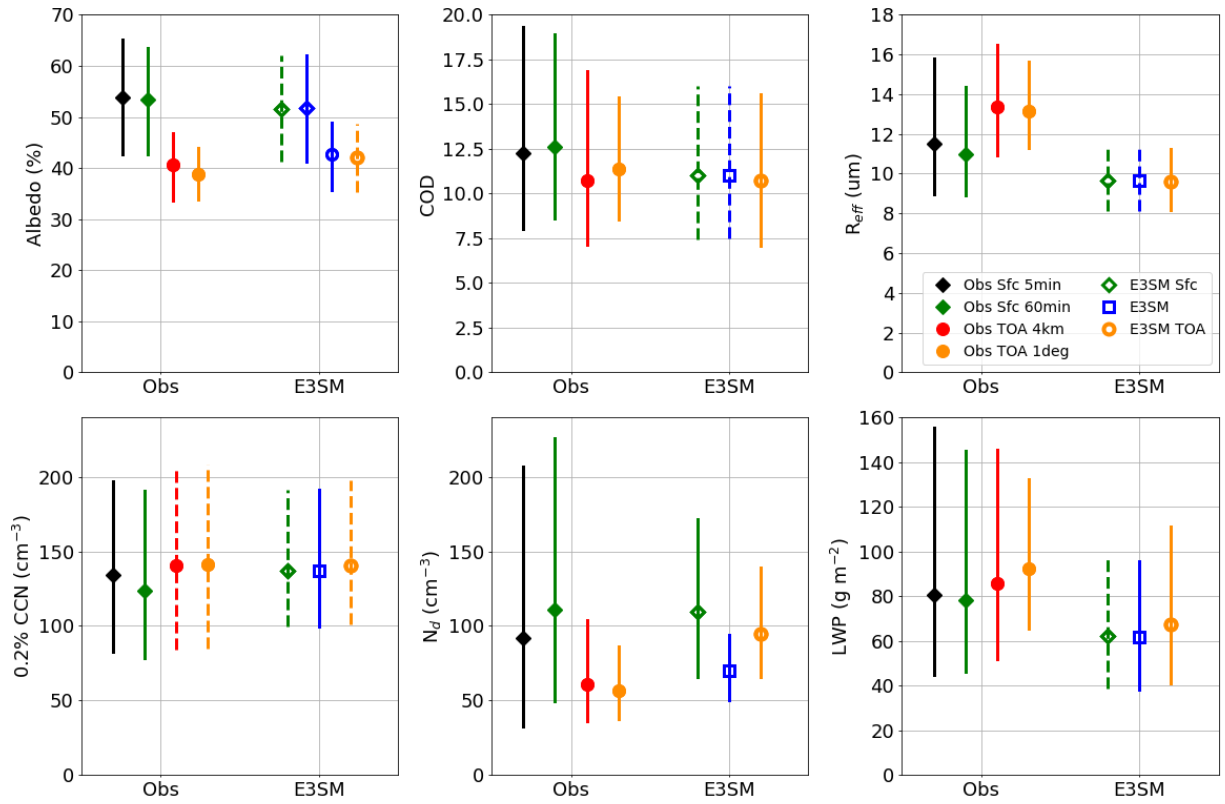 70
60
50
40
30
20
10
0
Albedo (%)
Obs
E3SM
20.0
17.5
15.0
12.5
10.0
7.5
5.0
2.5
0.0
COD
Obs
E3SM
18
16
14
12
10
8
6
4
2
0
R_eff (um)
Obs Sfc 5min
Obs Sfc 60min
Obs TOA 4km
Obs TOA 1deg
E3SM Sfc
E3SM
E3SM TOA
Obs
E3SM
200
150
100
50
0
0.2% CCN (cm⁻³)
Obs
E3SM
200
150
100
50
0
N_d (cm⁻³)
Obs
E3SM
160
140
120
100
80
60
40
20
0
LWP (g m⁻²)
Obs
E3SM